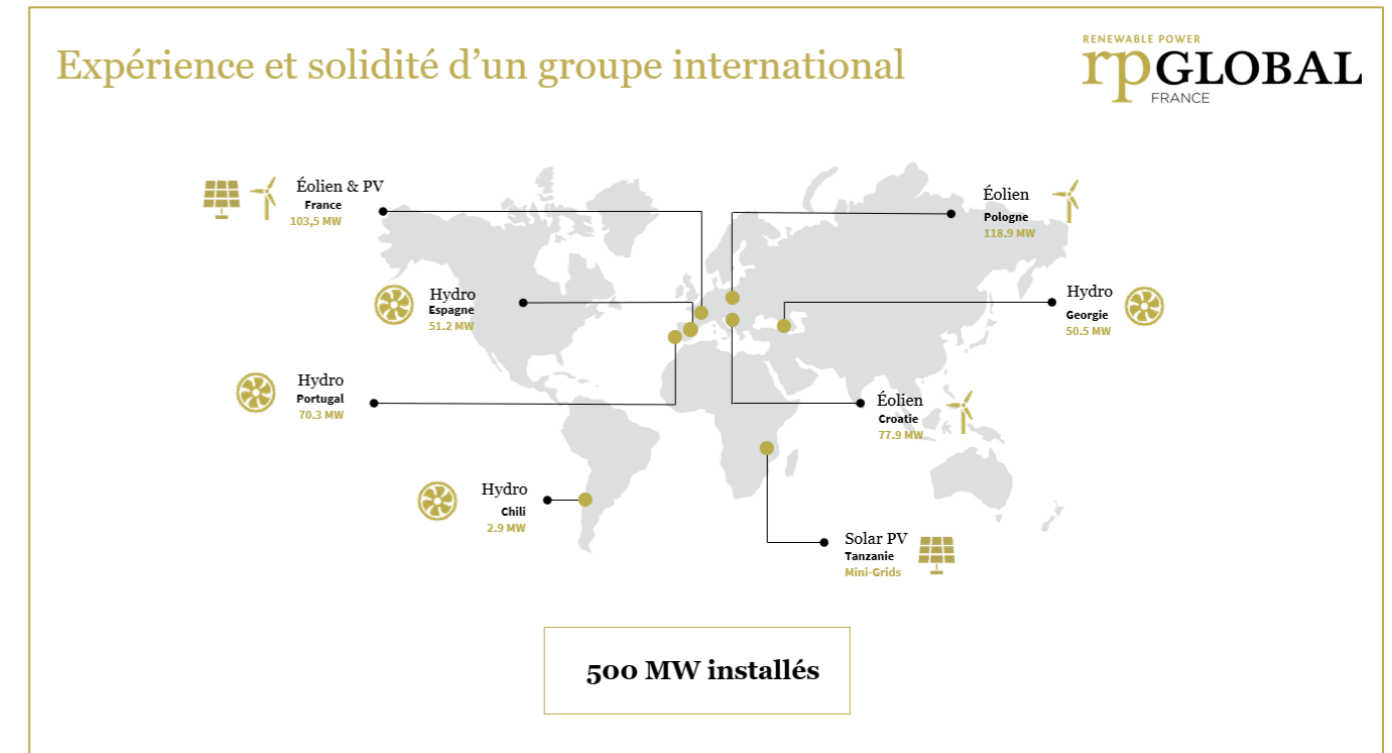 Expérience et solidité d'un groupe international
RENEWABLE POWER
rp GLOBAL
FRANCE
Éolien & PV
France
103,5 MW
Éolien
Pologne
118.9 MW
Hydro
Espagne
51.2 MW
Hydro
Georgie
50.5 MW
Hydro
Portugal
70.3 MW
Éolien
Croatie
77.9 MW
Hydro
Chili
2.9 MW
Solar PV
Tanzanie
Mini-Grids
500 MW installés